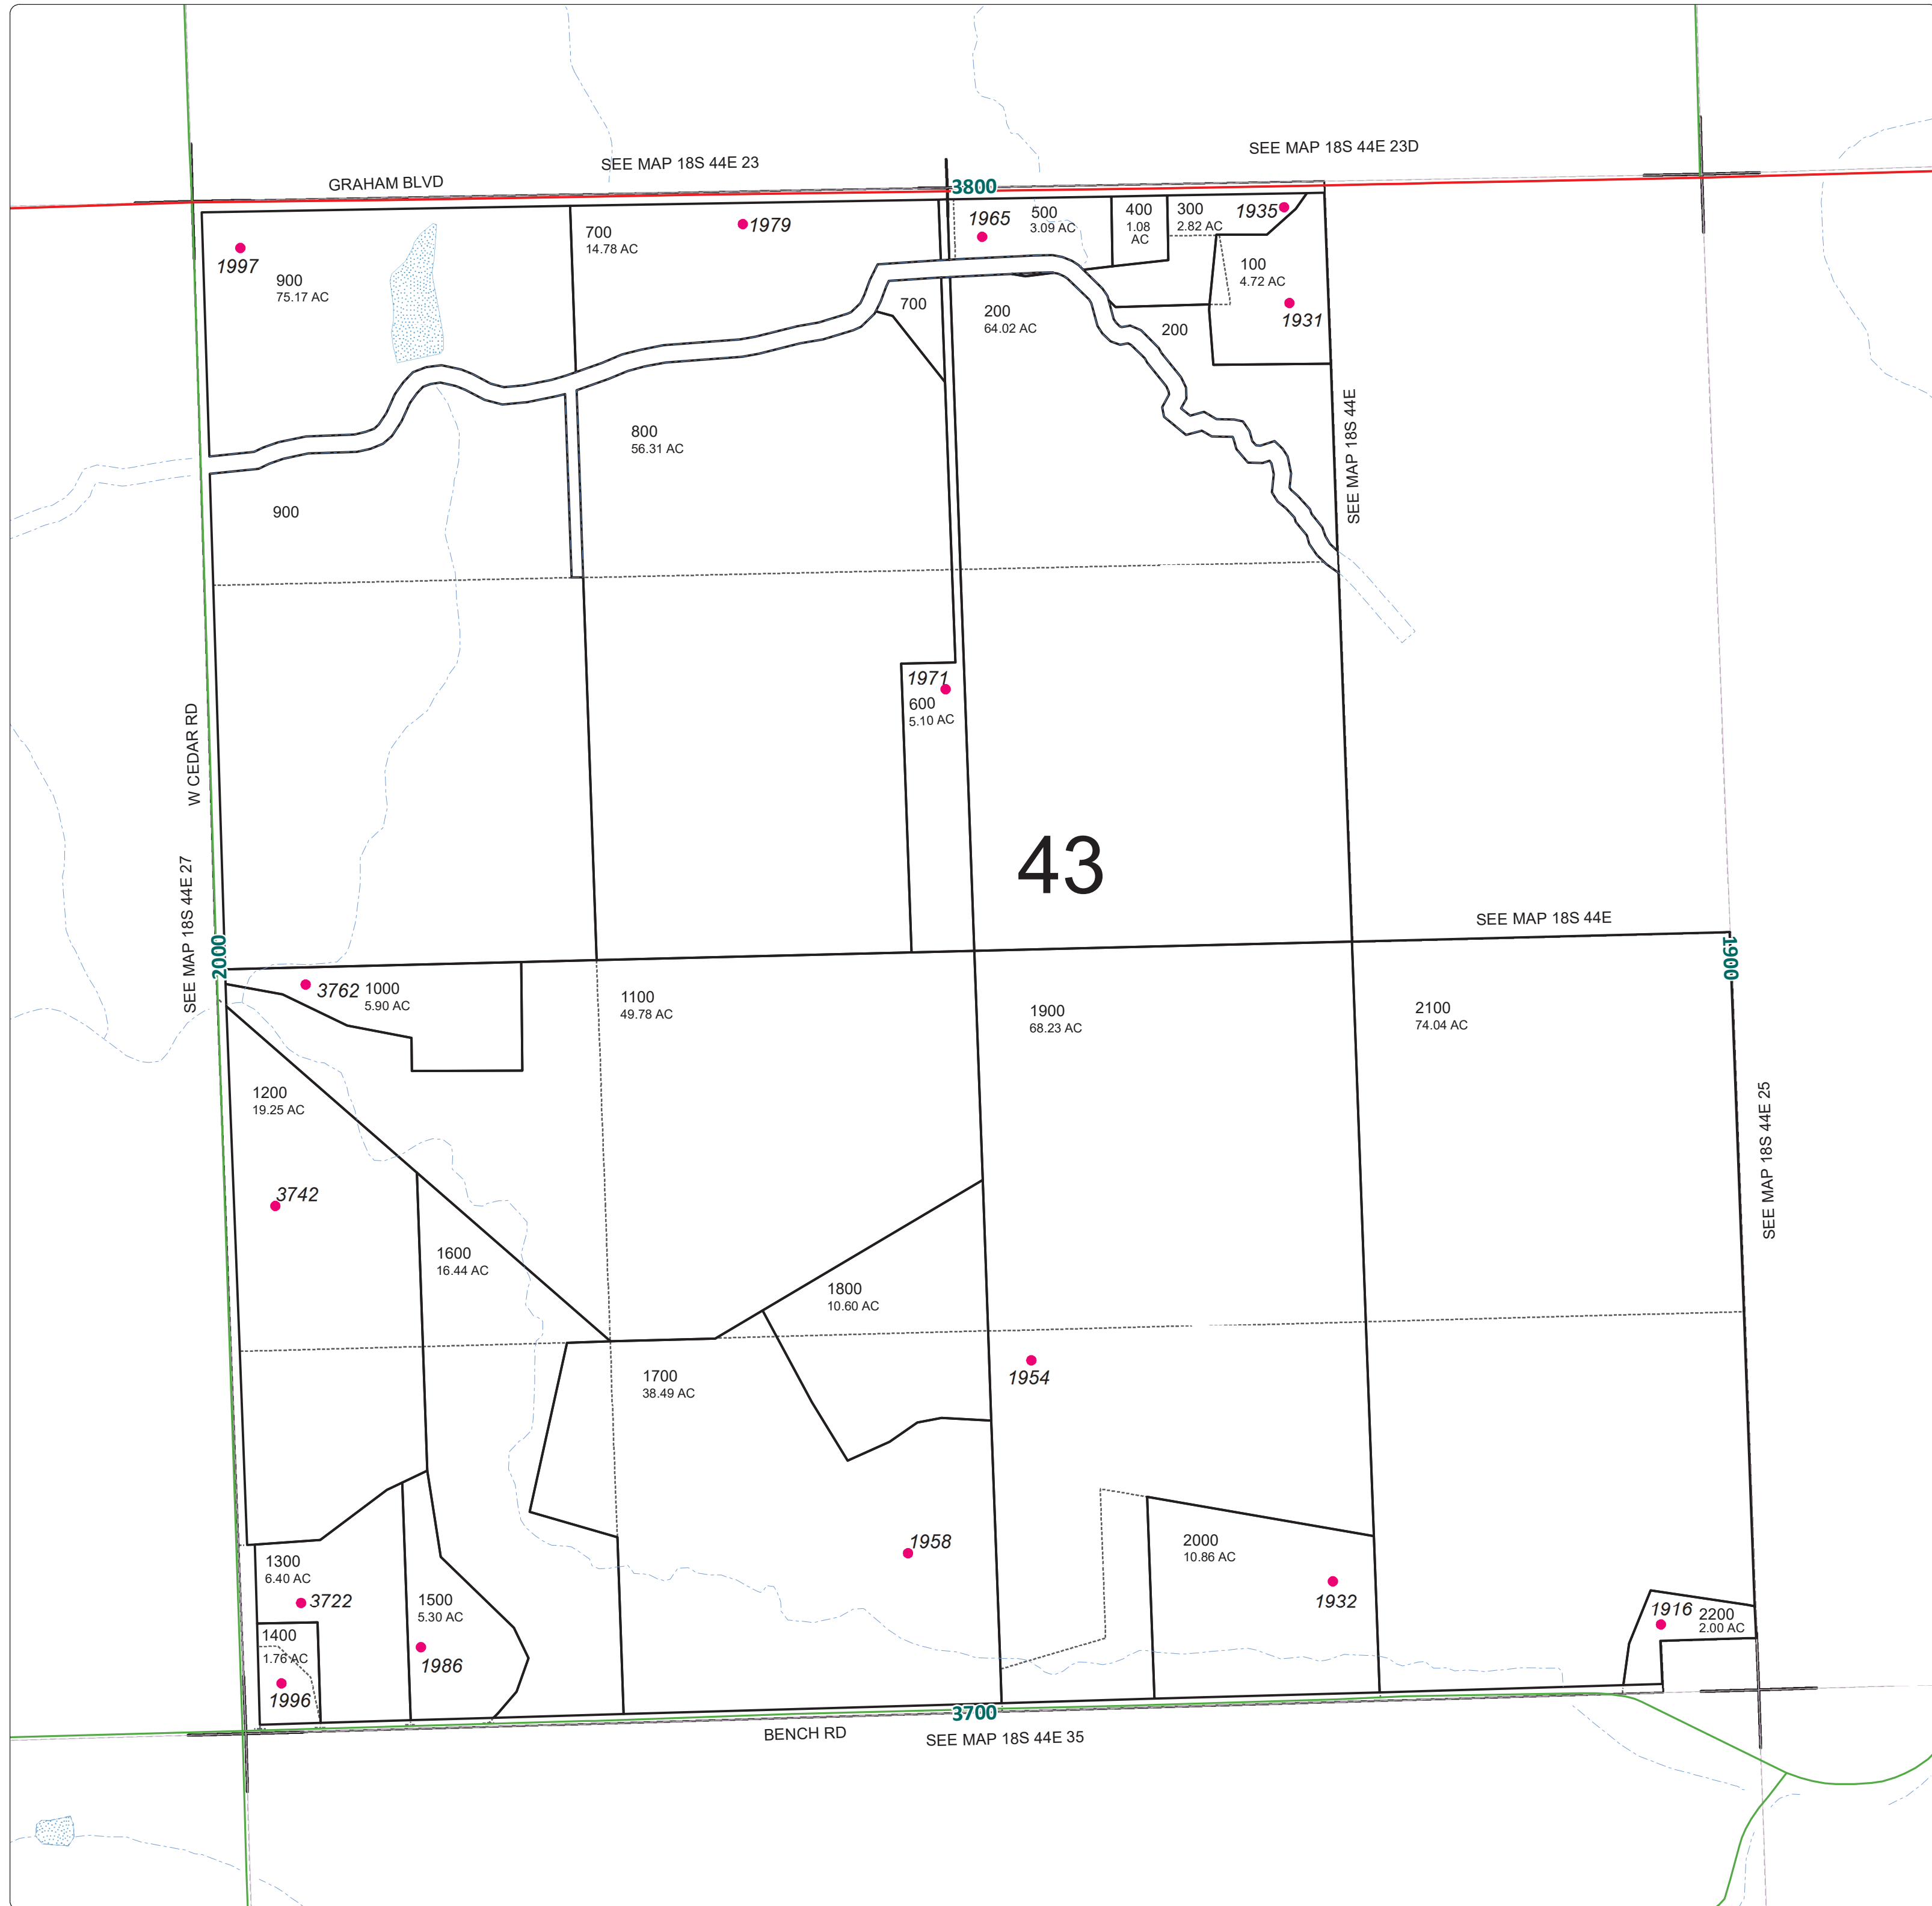 SEE MAP 18S 44E 23D
SEE MAP 18S 44E 23
GRAHAM BLVD
3800
1997
900
75.17 AC
700
14.78 AC
1979
1965
500
3.09 AC
400
1.08
AC
300
2.82 AC
1935
100
4.72 AC
1931
700
200
64.02 AC
200
800
56.31 AC
900
SEE MAP 18S 44E
1971
600
5.10 AC
W CEDAR RD
43
SEE MAP 18S 44E 27
2000
SEE MAP 18S 44E
1900
3762
1000
5.90 AC
1100
49.78 AC
1900
68.23 AC
2100
74.04 AC
1200
19.25 AC
SEE MAP 18S 44E 25
3742
1600
16.44 AC
1800
10.60 AC
1700
38.49 AC
1954
1958
2000
10.86 AC
1932
1300
6.40 AC
3722
1400
1.76 AC
1996
1500
5.30 AC
1986
1916
2200
2.00 AC
3700
BENCH RD
SEE MAP 18S 44E 35